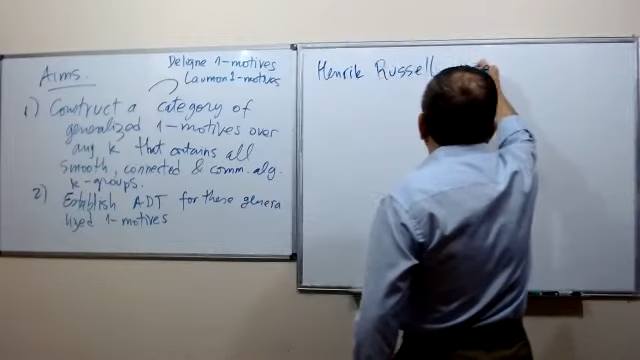 Deligne 1-motives
Laumon 1-motives
Aims.
1) Construct a category of
generalized 1-motives over
any k that contains all
smooth, connected & comm. alg.
k-groups.
2) Establish ADT for these genera
lized 1-motives
Henrik Russell